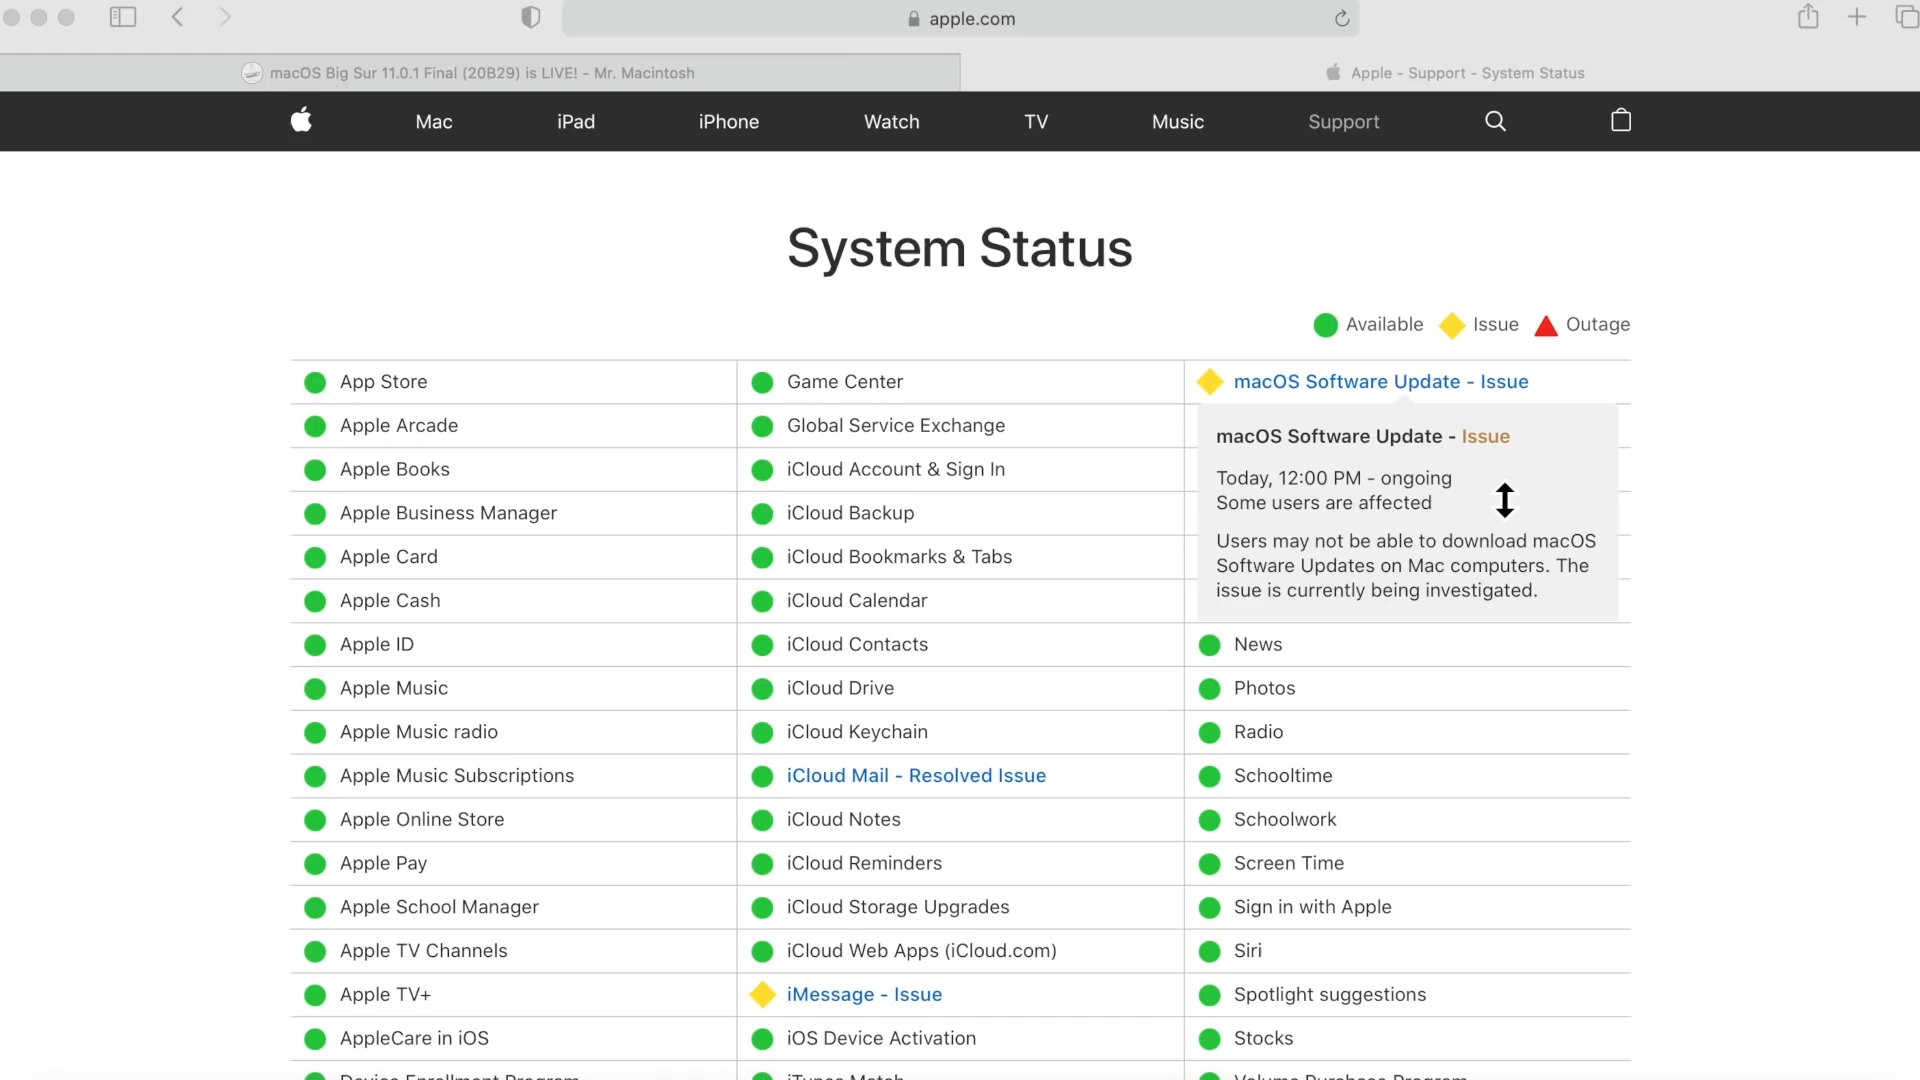 apple.com
macOS Big Sur 11.0.1 Final (20B29) is LIVE! - Mr. Macintosh
Apple - Support - System Status
Mac
iPad
iPhone
Watch
TV
Music
Support
System Status
Available
Issue
Outage
App Store
Apple Arcade
Apple Books
Apple Business Manager
Apple Card
Apple Cash
Apple ID
Apple Music
Apple Music radio
Apple Music Subscriptions
Apple Online Store
Apple Pay
Apple School Manager
Apple TV Channels
Apple TV+
AppleCare in iOS
Device Enrollment Program
Game Center
Global Service Exchange
iCloud Account & Sign In
iCloud Backup
iCloud Bookmarks & Tabs
iCloud Calendar
iCloud Contacts
iCloud Drive
iCloud Keychain
iCloud Mail - Resolved Issue
iCloud Notes
iCloud Reminders
iCloud Storage Upgrades
iCloud Web Apps (iCloud.com)
iMessage - Issue
iOS Device Activation
iTunes Match
macOS Software Update - Issue
macOS Software Update - Issue
Today, 12:00 PM - ongoing
Some users are affected
Users may not be able to download macOS
Software Updates on Mac computers. The
issue is currently being investigated.
News
Photos
Radio
Schooltime
Schoolwork
Screen Time
Sign in with Apple
Siri
Spotlight suggestions
Stocks
Volume Purchase Program